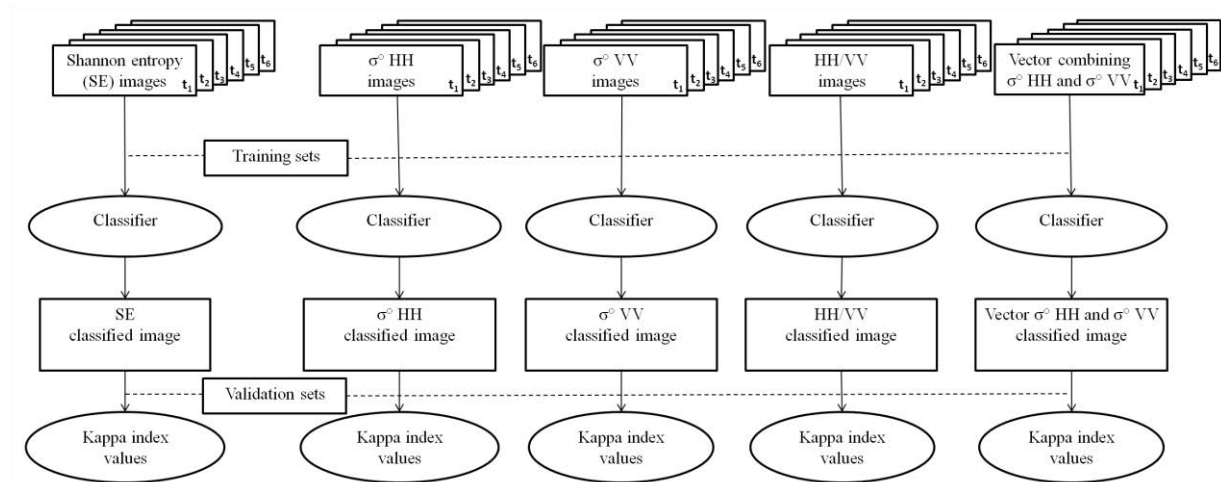 Shannon entropy
(SE) images
t1 t2 t3 t4 t5 t6
σ° HH
images
t1 t2 t3 t4 t5 t6
σ° VV
images
t1 t2 t3 t4 t5 t6
HH/VV
images
t1 t2 t3 t4 t5 t6
Vector combining
σ° HH and σ° VV
t1 t2 t3 t4 t5 t6
Training sets
Classifier
Classifier
Classifier
Classifier
Classifier
SE
classified image
σ° HH
classified image
σ° VV
classified image
HH/VV
classified image
Vector σ° HH and σ° VV
classified image
Validation sets
Kappa index
values
Kappa index
values
Kappa index
values
Kappa index
values
Kappa index
values